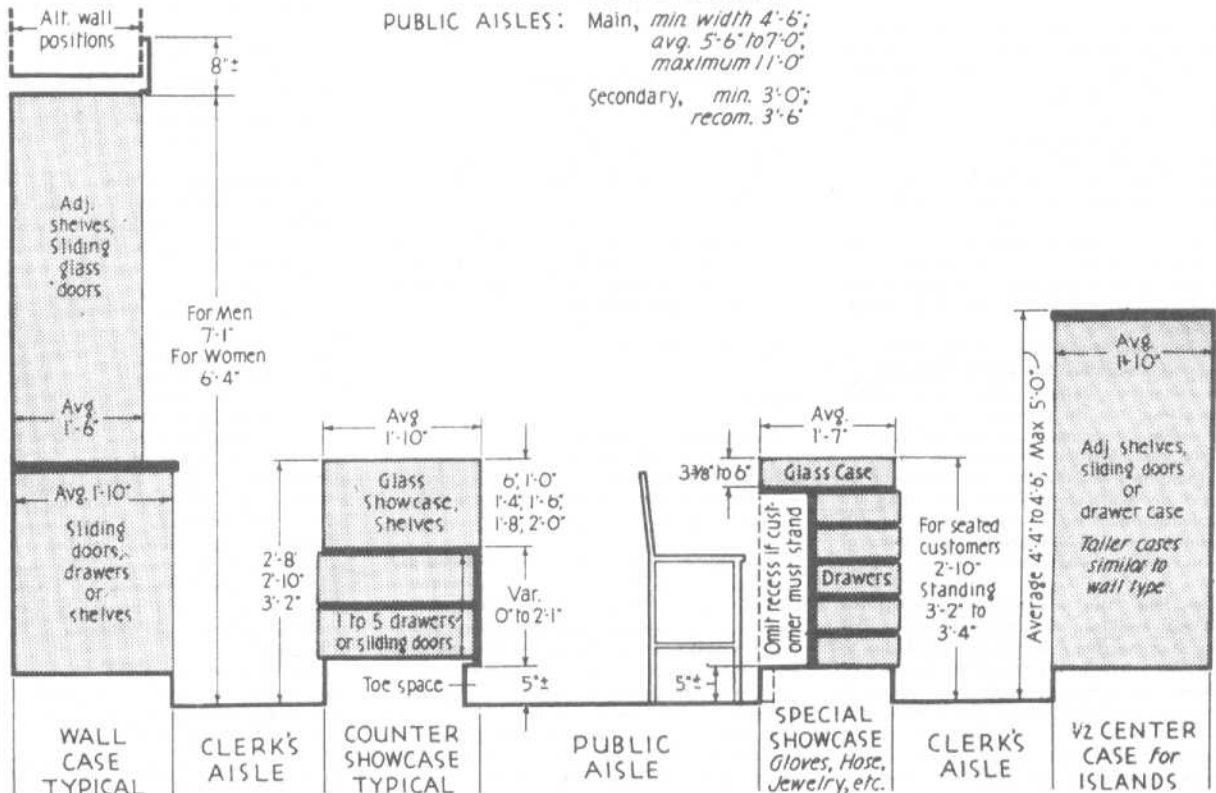 PUBLIC AISLES: Main, min. width 4'-6";
avg. 5'-6" to 7'-0",
maximum 11'-0"
Secondary, min. 3'-0";
recom. 3'-6"
Alt. wall
positions
8"±
Adj.
shelves,
Sliding
glass
doors
For Men
7'-1"
For Women
6'-4"
Avg.
1'-6"
Avg. 1'-10"
Sliding
doors,
drawers
or
shelves
Avg
1'-10"
Glass
Showcase,
shelves
6", 1'-0"
1'-4", 1'-6",
1'-8", 2'-0"
2'-8"
2'-10"
3'-2"
Var.
0" to 2'-1"
1 to 5 drawers
or sliding doors
Toe space
5"±
Avg.
1'-7"
3-3/8" to 6"
Glass Case
Omit recess if cust-
omer must stand
Drawers
5"±
For seated
customers
2'-10"
Standing
3'-2" to
3'-4"
Average 4'-4" to 4'-6", Max 5'-0"
Avg
1'-10"
Adj shelves,
sliding doors
or
drawer case
Taller cases
similar to
wall type
WALL
CASE
TYPICAL
CLERK'S
AISLE
COUNTER
SHOWCASE
TYPICAL
PUBLIC
AISLE
SPECIAL
SHOWCASE
Gloves, Hose,
Jewelry, etc.
CLERK'S
AISLE
1/2 CENTER
CASE for
ISLANDS